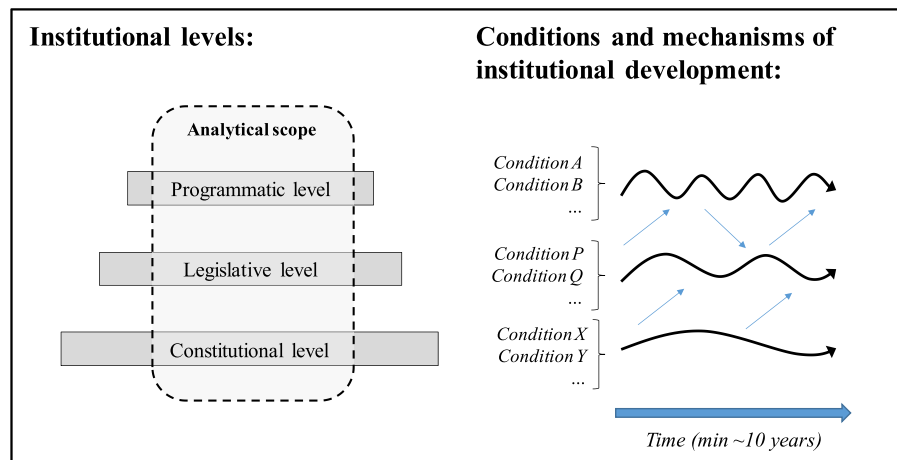 Institutional levels:
Analytical scope
Programmatic level
Legislative level
Constitutional level
Conditions and mechanisms of
institutional development:
Condition A
Condition B
...
Condition P
Condition Q
...
Condition X
Condition Y
...
Time (min ~10 years)